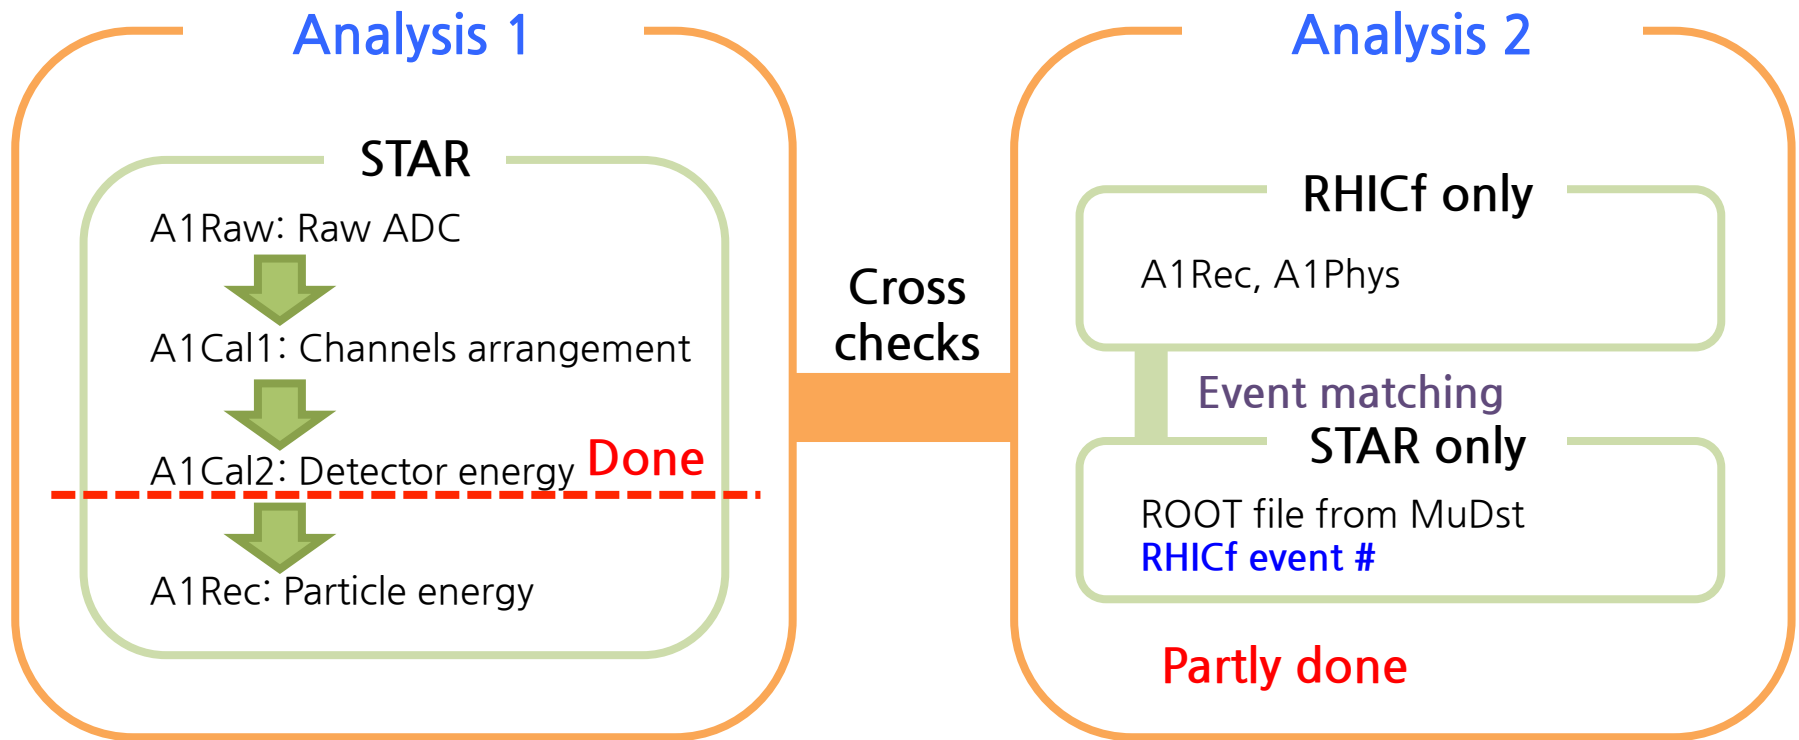 Analysis 1
STAR
A1Raw: Raw ADC
A1Cal1: Channels arrangement
A1Cal2: Detector energy
Done
A1Rec: Particle energy
Cross
checks
Analysis 2
RHICf only
A1Rec, A1Phys
Event matching
STAR only
ROOT file from MuDst
RHICf event #
Partly done